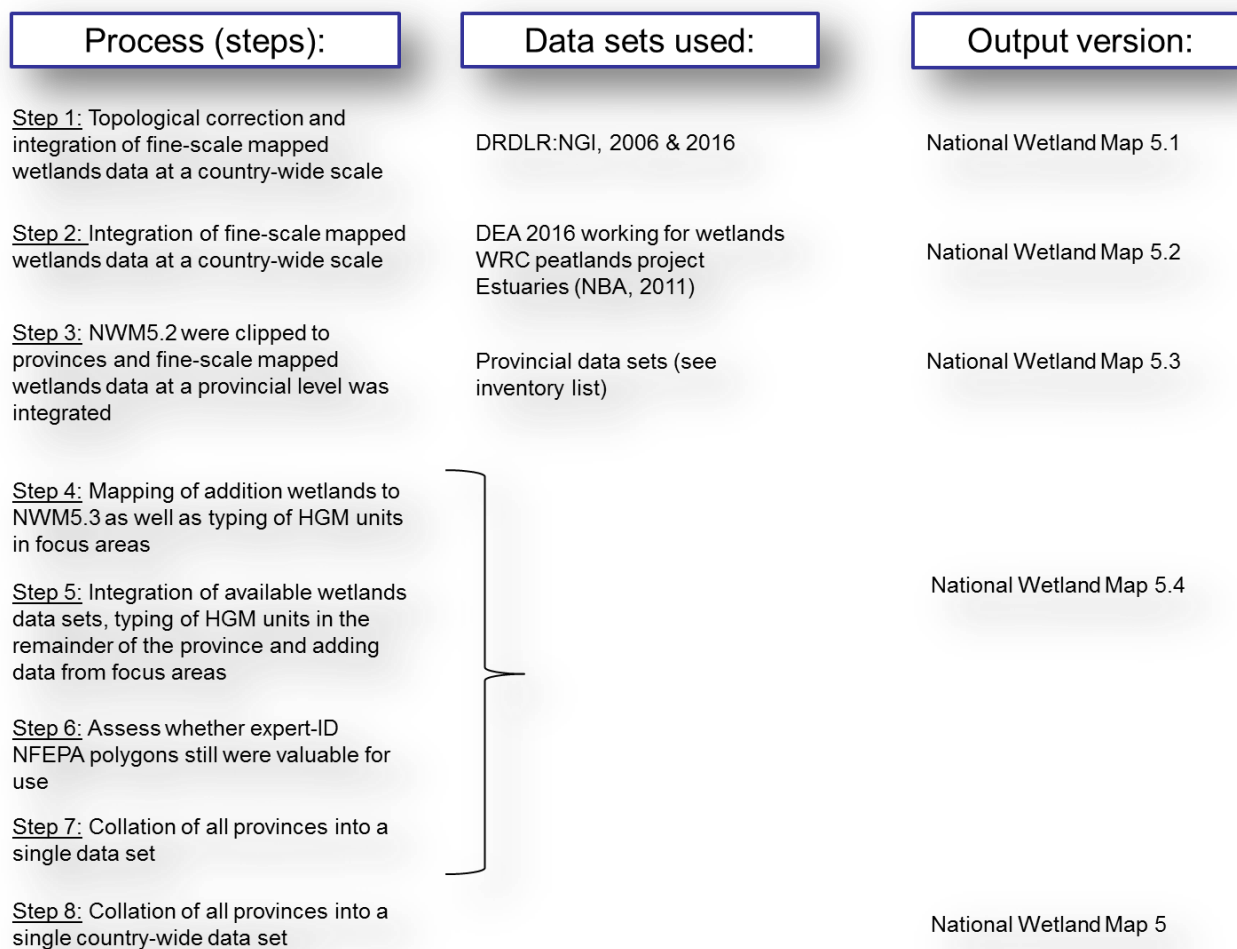 Process (steps):
Data sets used:
Output version:
Step 1: Topological correction and
integration of fine-scale mapped
wetlands data at a country-wide scale
DRDLR:NGI, 2006 & 2016
National Wetland Map 5.1
Step 2: Integration of fine-scale mapped
wetlands data at a country-wide scale
DEA 2016 working for wetlands
WRC peatlands project
Estuaries (NBA, 2011)
National Wetland Map 5.2
Step 3: NWM5.2 were clipped to
provinces and fine-scale mapped
wetlands data at a provincial level was
integrated
Provincial data sets (see
inventory list)
National Wetland Map 5.3
Step 4: Mapping of addition wetlands to
NWM5.3 as well as typing of HGM units
in focus areas
Step 5: Integration of available wetlands
data sets, typing of HGM units in the
remainder of the province and adding
data from focus areas
National Wetland Map 5.4
Step 6: Assess whether expert-ID
NFEPA polygons still were valuable for
use
Step 7: Collation of all provinces into a
single data set
Step 8: Collation of all provinces into a
single country-wide data set
National Wetland Map 5